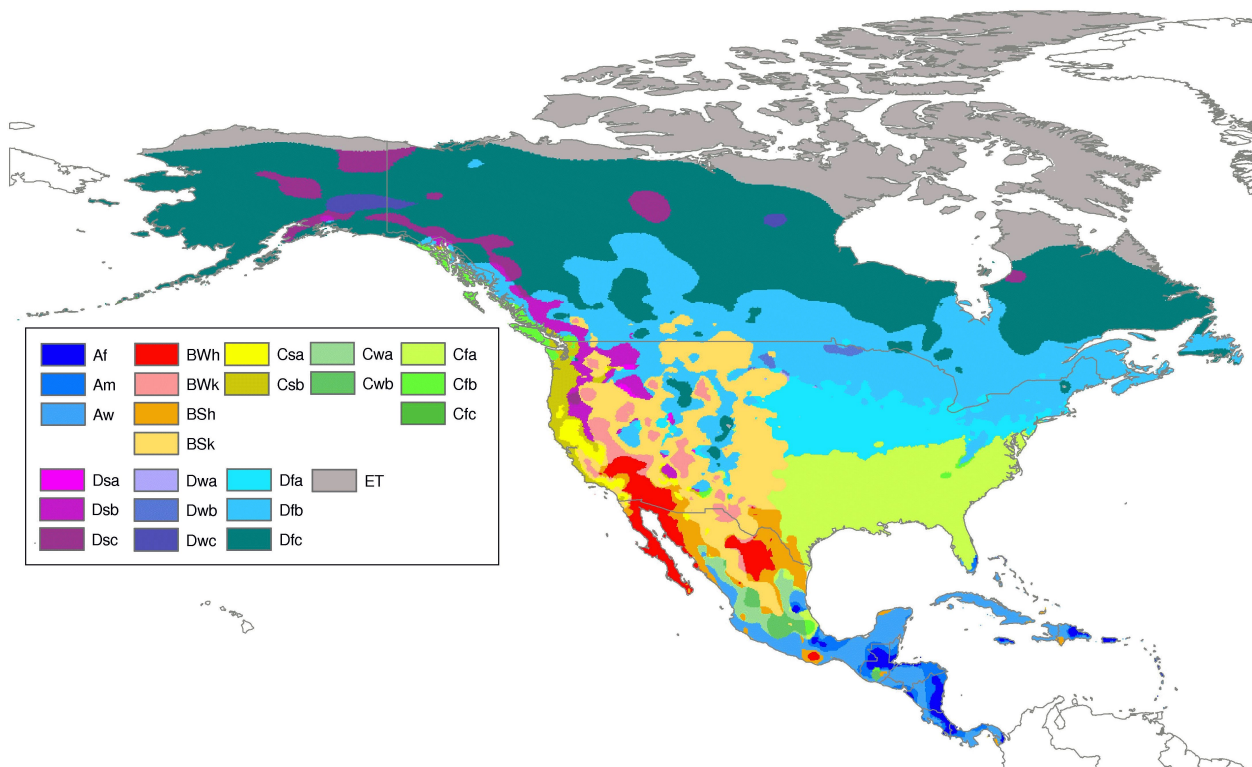 Af BWh Csa Cwa Cfa
Am BWk Csb Cwb Cfb
Aw BSh Cfc
BSk
Dsa Dwa Dfa ET
Dsb Dwb Dfb
Dsc Dwc Dfc